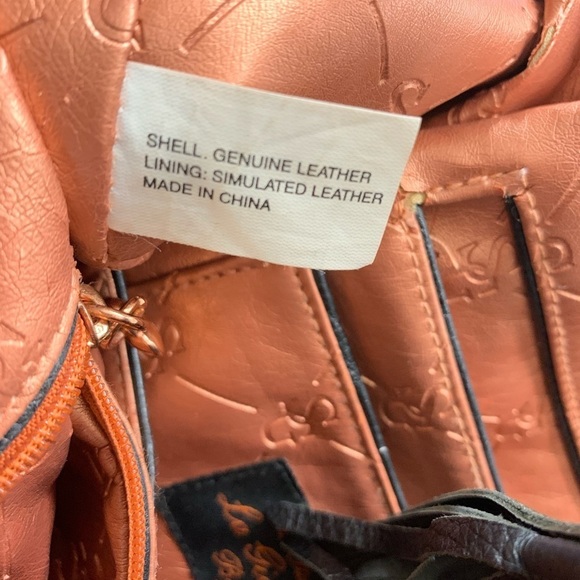 SHELL. GENUINE LEATHER
LINING: SIMULATED LEATHER
MADE IN CHINA